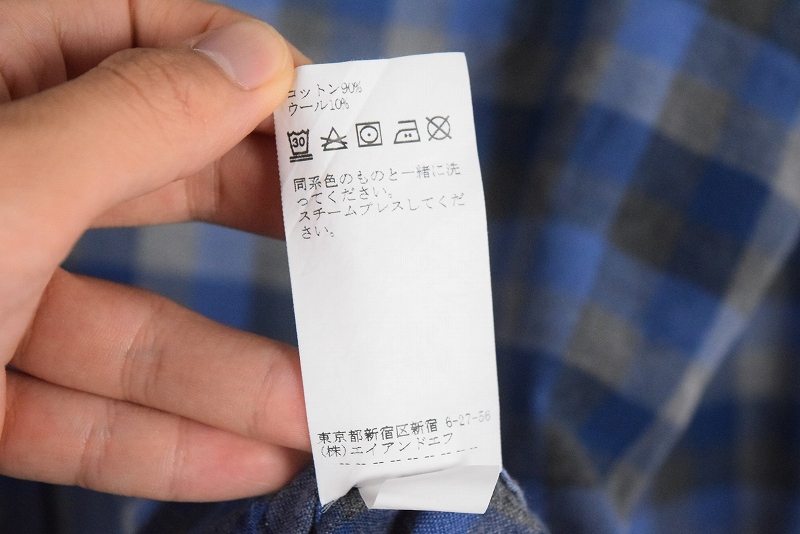 コットン90%
ウール10%
30
同系色のものと一緒に洗
ってください。
スチームプレスしてくだ
さい。
東京都新宿区新宿 6-27-56
(株)エイアンドエフ